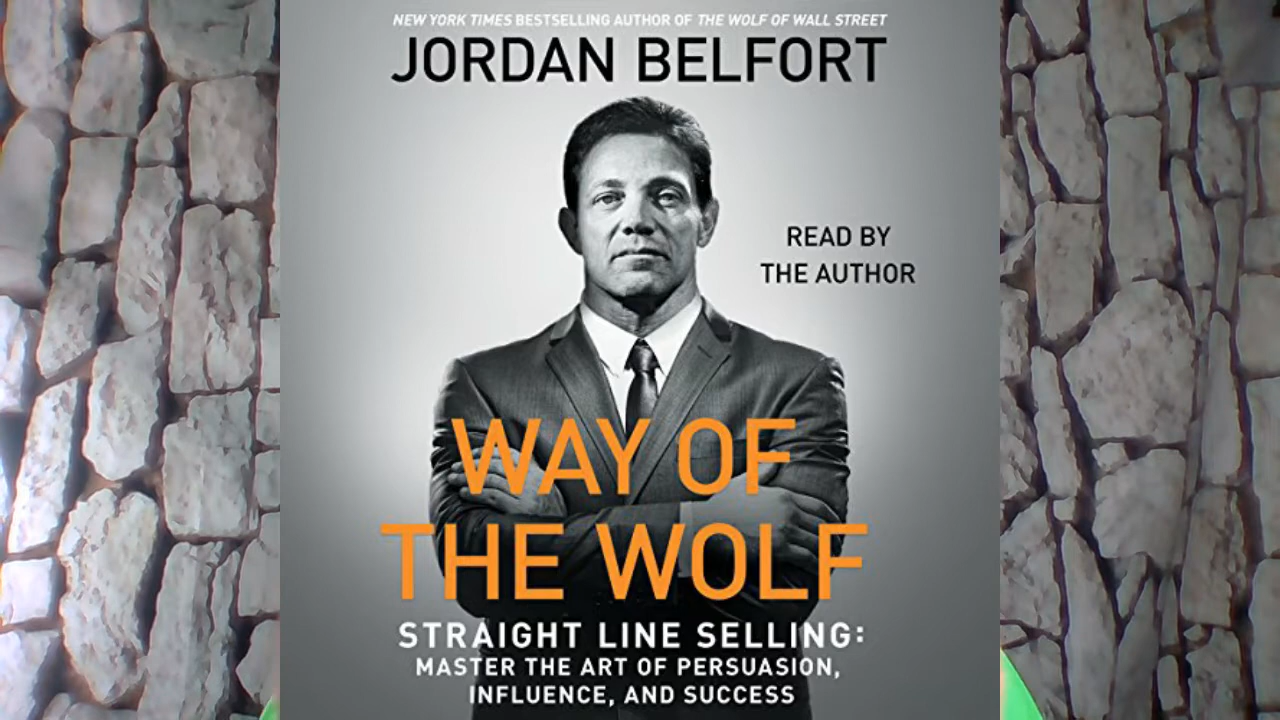 NEW YORK TIMES BESTSELLING AUTHOR OF THE WOLF OF WALL STREET
JORDAN BELFORT
READ BY
THE AUTHOR
WAY OF
THE WOLF
STRAIGHT LINE SELLING:
MASTER THE ART OF PERSUASION,
INFLUENCE, AND SUCCESS